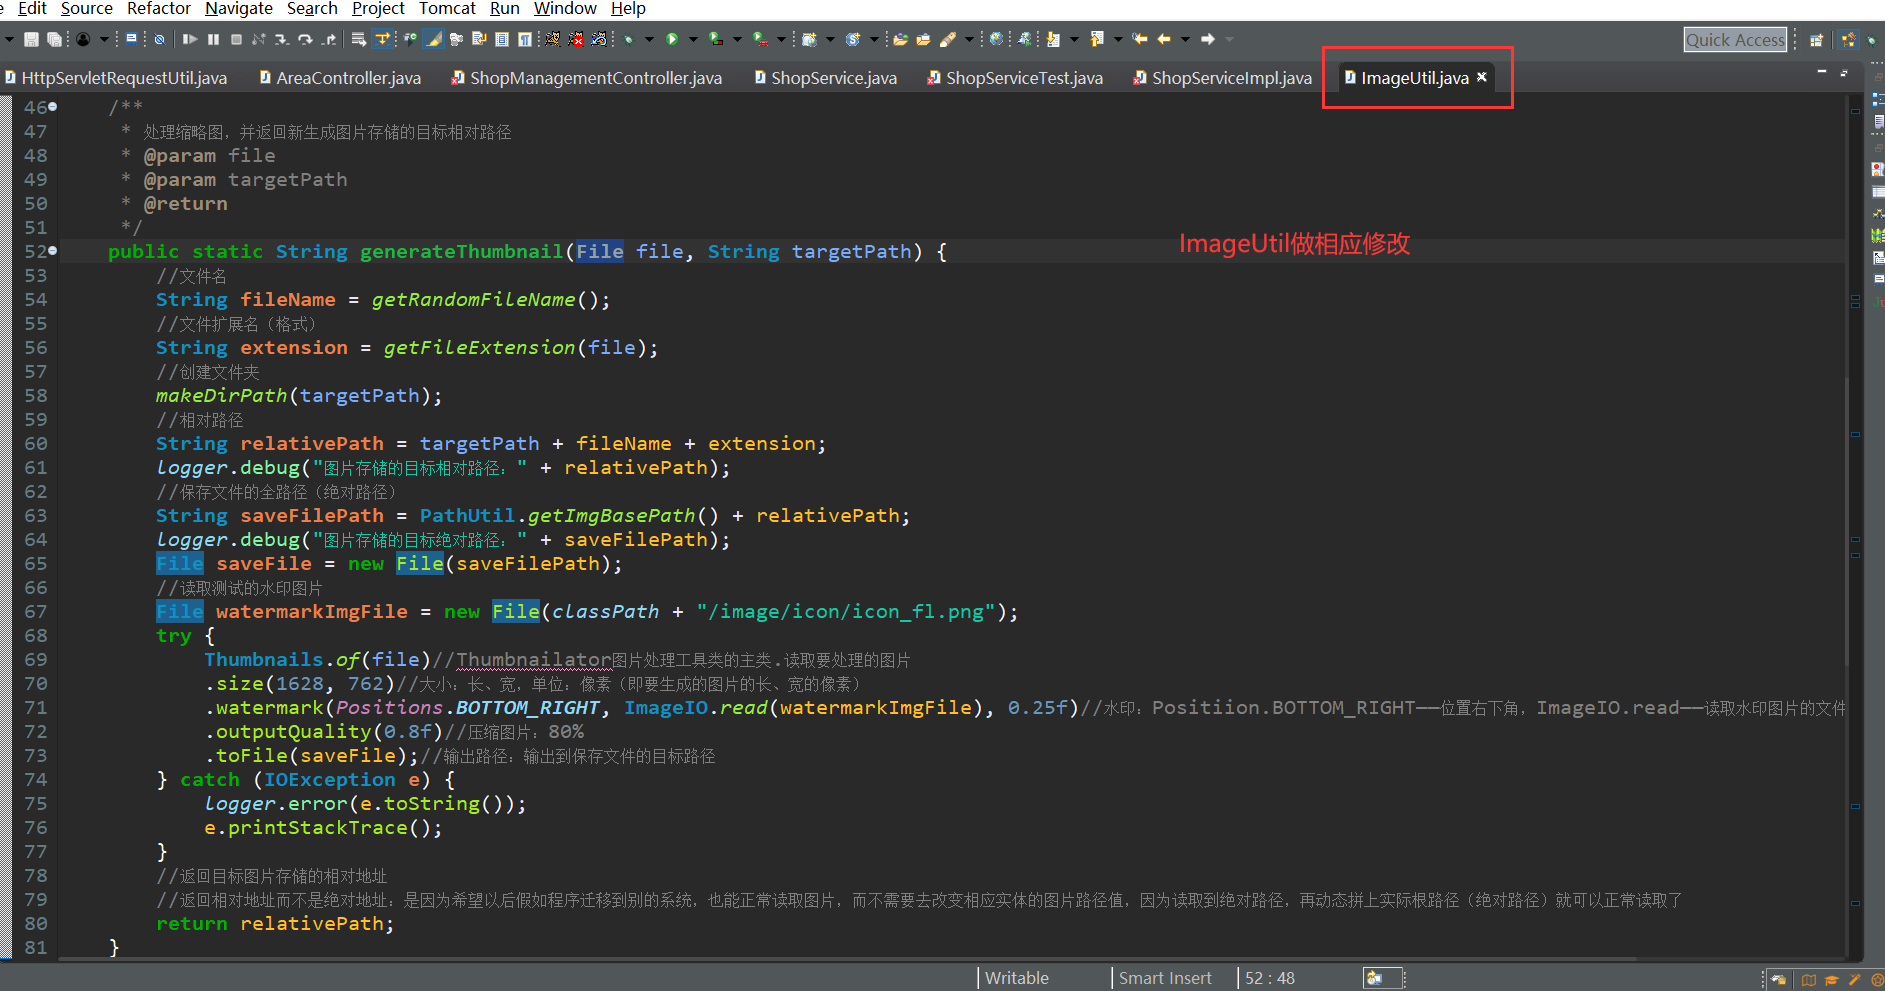 Edit Source Refactor Navigate Search Project Tomcat Run Window Help
Quick Access
HttpServletRequestUtil.java AreaController.java ShopManagementController.java ShopService.java ShopServiceTest.java ShopServiceImpl.java ImageUtil.java
46 /**
47 * 处理缩略图，并返回新生成图片存储的目标相对路径
48 * @param file
49 * @param targetPath
50 * @return
51 */
52 public static String generateThumbnail(File file, String targetPath) {
ImageUtil做相应修改
53 //文件名
54 String fileName = getRandomFileName();
55 //文件扩展名（格式）
56 String extension = getFileExtension(file);
57 //创建文件夹
58 makeDirPath(targetPath);
59 //相对路径
60 String relativePath = targetPath + fileName + extension;
61 logger.debug("图片存储的目标相对路径：" + relativePath);
62 //保存文件的全路径（绝对路径）
63 String saveFilePath = PathUtil.getImgBasePath() + relativePath;
64 logger.debug("图片存储的目标绝对路径：" + saveFilePath);
65 File saveFile = new File(saveFilePath);
66 //读取测试的水印图片
67 File watermarkImgFile = new File(classPath + "/image/icon/icon_fl.png");
68 try {
69 Thumbnails.of(file)//Thumbnailator图片处理工具类的主类.读取要处理的图片
70 .size(1628, 762)//大小：长、宽，单位：像素（即要生成的图片的长、宽的像素）
71 .watermark(Positions.BOTTOM_RIGHT, ImageIO.read(watermarkImgFile), 0.25f)//水印：Positiion.BOTTOM_RIGHT——位置右下角，ImageIO.read——读取水印图片的文件
72 .outputQuality(0.8f)//压缩图片：80%
73 .toFile(saveFile);//输出路径：输出到保存文件的目标路径
74 } catch (IOException e) {
75 logger.error(e.toString());
76 e.printStackTrace();
77 }
78 //返回目标图片存储的相对地址
79 //返回相对地址而不是绝对地址：是因为希望以后假如程序迁移到别的系统，也能正常读取图片，而不需要去改变相应实体的图片路径值，因为读取到绝对路径，再动态拼上实际根路径（绝对路径）就可以正常读取了
80 return relativePath;
81 }
Writable Smart Insert 52 : 48